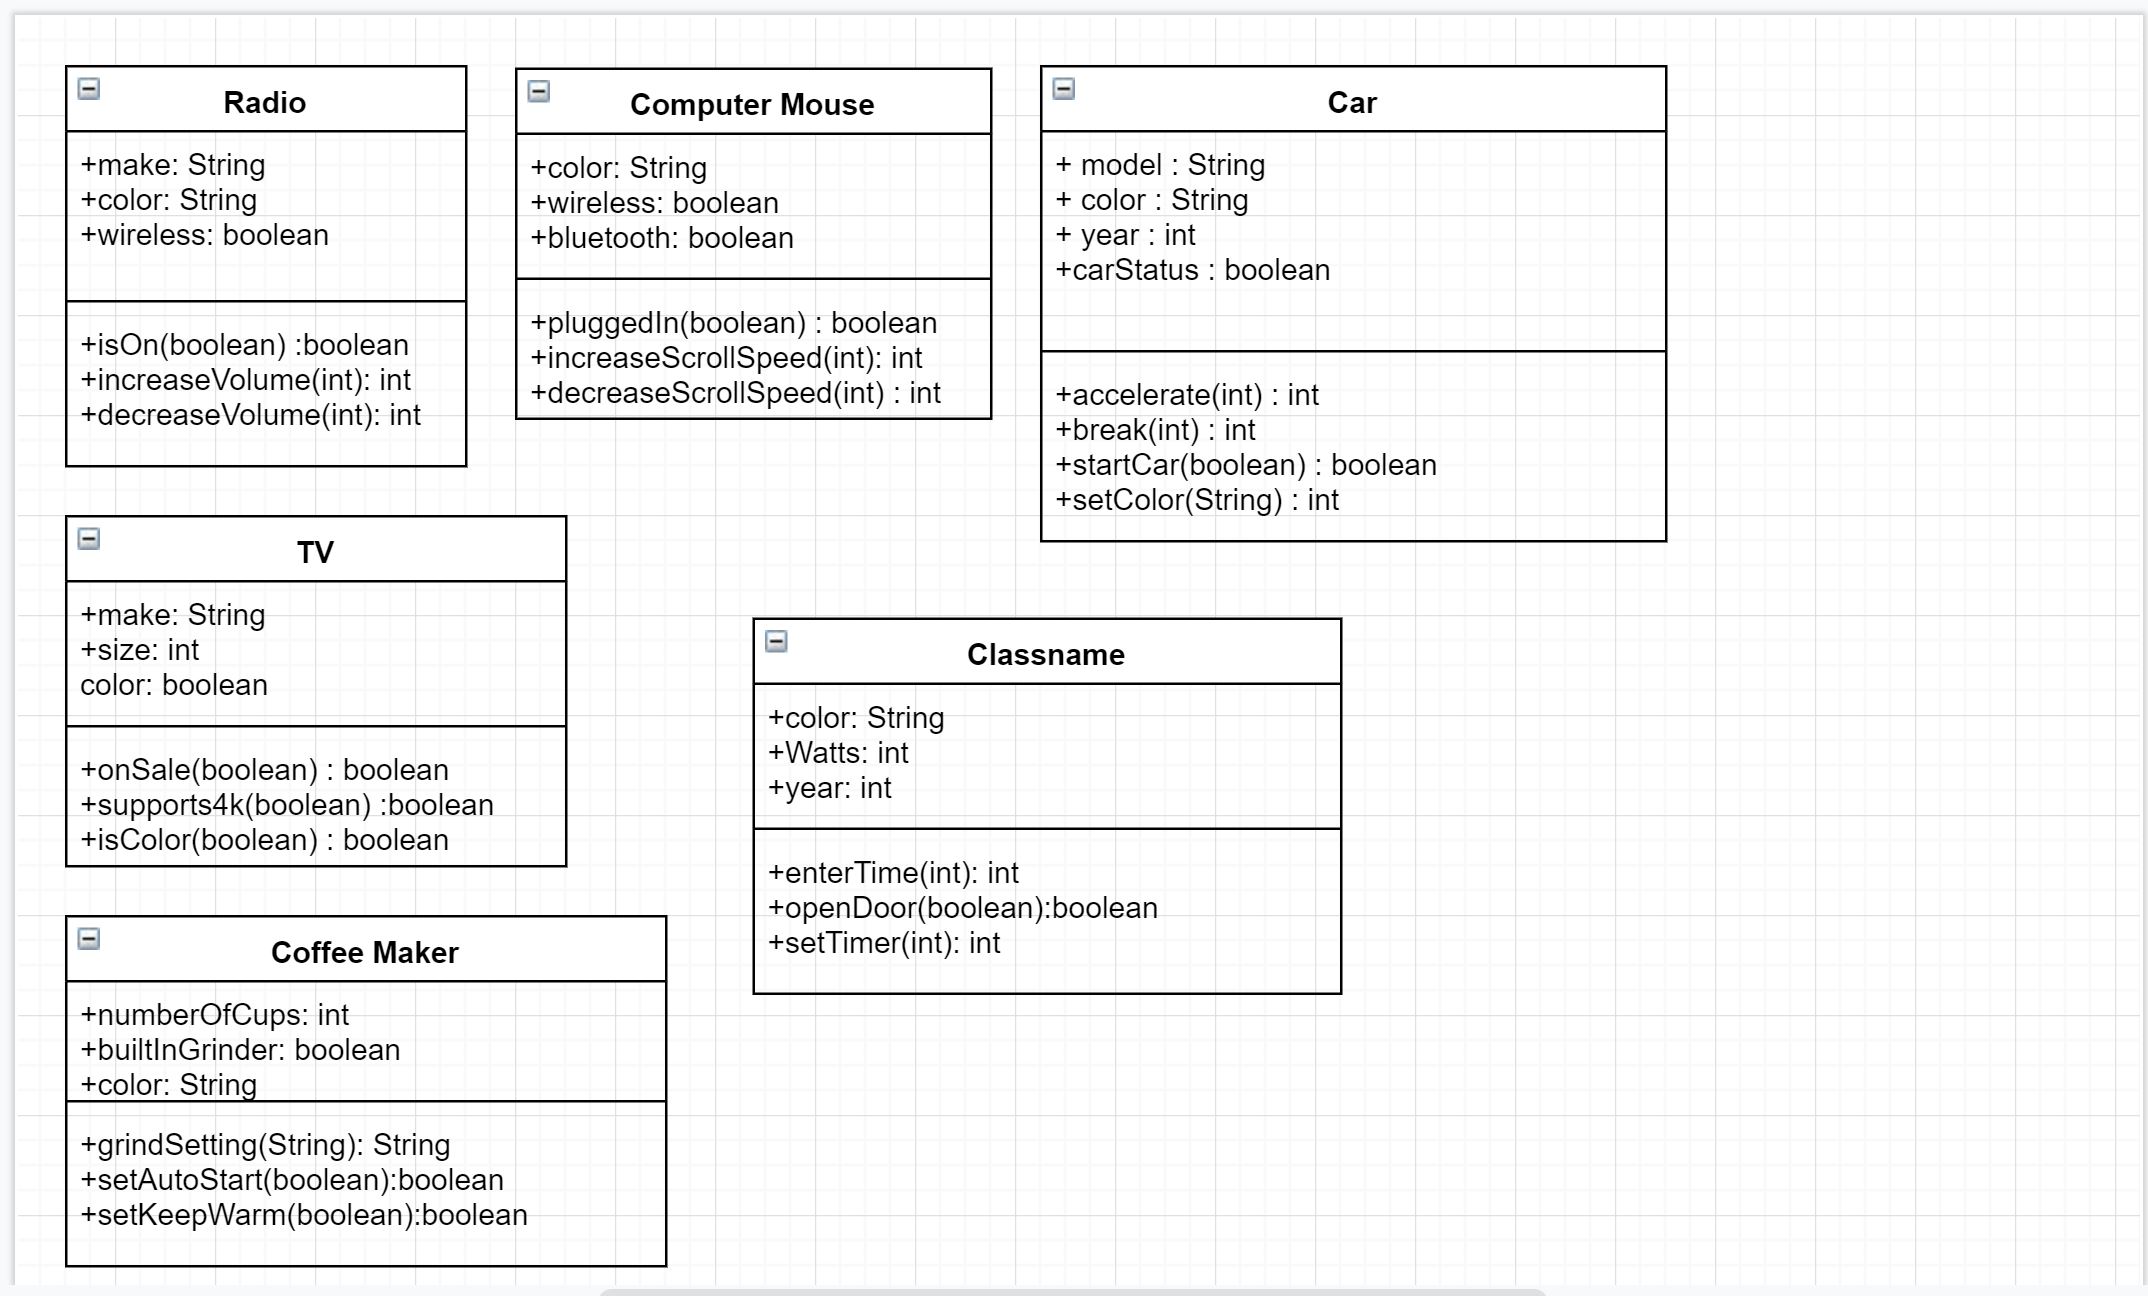 Radio
+make: String
+color: String
+wireless: boolean
+isOn(boolean) :boolean
+increaseVolume(int): int
+decreaseVolume(int): int
Computer Mouse
+color: String
+wireless: boolean
+bluetooth: boolean
+pluggedIn(boolean) : boolean
+increaseScrollSpeed(int): int
+decreaseScrollSpeed(int) : int
Car
+ model : String
+ color : String
+ year : int
+carStatus : boolean
+accelerate(int) : int
+break(int) : int
+startCar(boolean) : boolean
+setColor(String) : int
TV
+make: String
+size: int
color: boolean
+onSale(boolean) : boolean
+supports4k(boolean) :boolean
+isColor(boolean) : boolean
Classname
+color: String
+Watts: int
+year: int
+enterTime(int): int
+openDoor(boolean):boolean
+setTimer(int): int
Coffee Maker
+numberOfCups: int
+builtInGrinder: boolean
+color: String
+grindSetting(String): String
+setAutoStart(boolean):boolean
+setKeepWarm(boolean):boolean